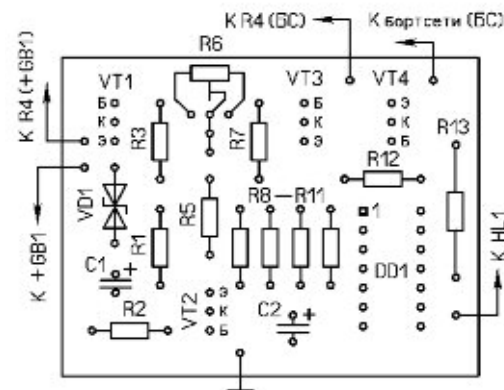 К R4 (БС)
К бортсети (БС)
R6
К R4 (+GB1)
VT1
VT3
VT4
Б
К
Э
Б
К
Э
Э
К
Б
R3
R7
R13
R12
VD1
R5
R8 — R11
R1
1
DD1
К +GB1
C1
+
К HL1
R2
VT2
Э
К
Б
C2
+